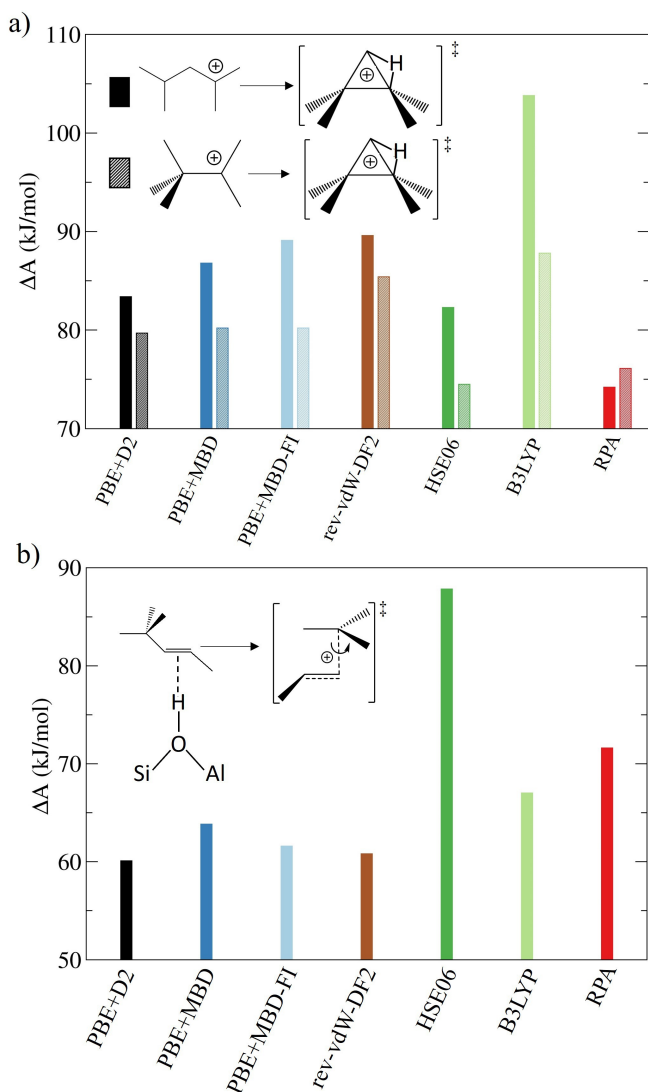 a)
110
100
90
80
70
ΔA (kJ/mol)
⊕
‡
H
⊕
⊕
‡
H
⊕
PBE+D2
PBE+MBD
PBE+MBD-FI
rev-vdW-DF2
HSE06
B3LYP
RPA
b)
90
80
70
60
50
ΔA (kJ/mol)
‡
⊕
H
O
Si Al
PBE+D2
PBE+MBD
PBE+MBD-FI
rev-vdW-DF2
HSE06
B3LYP
RPA